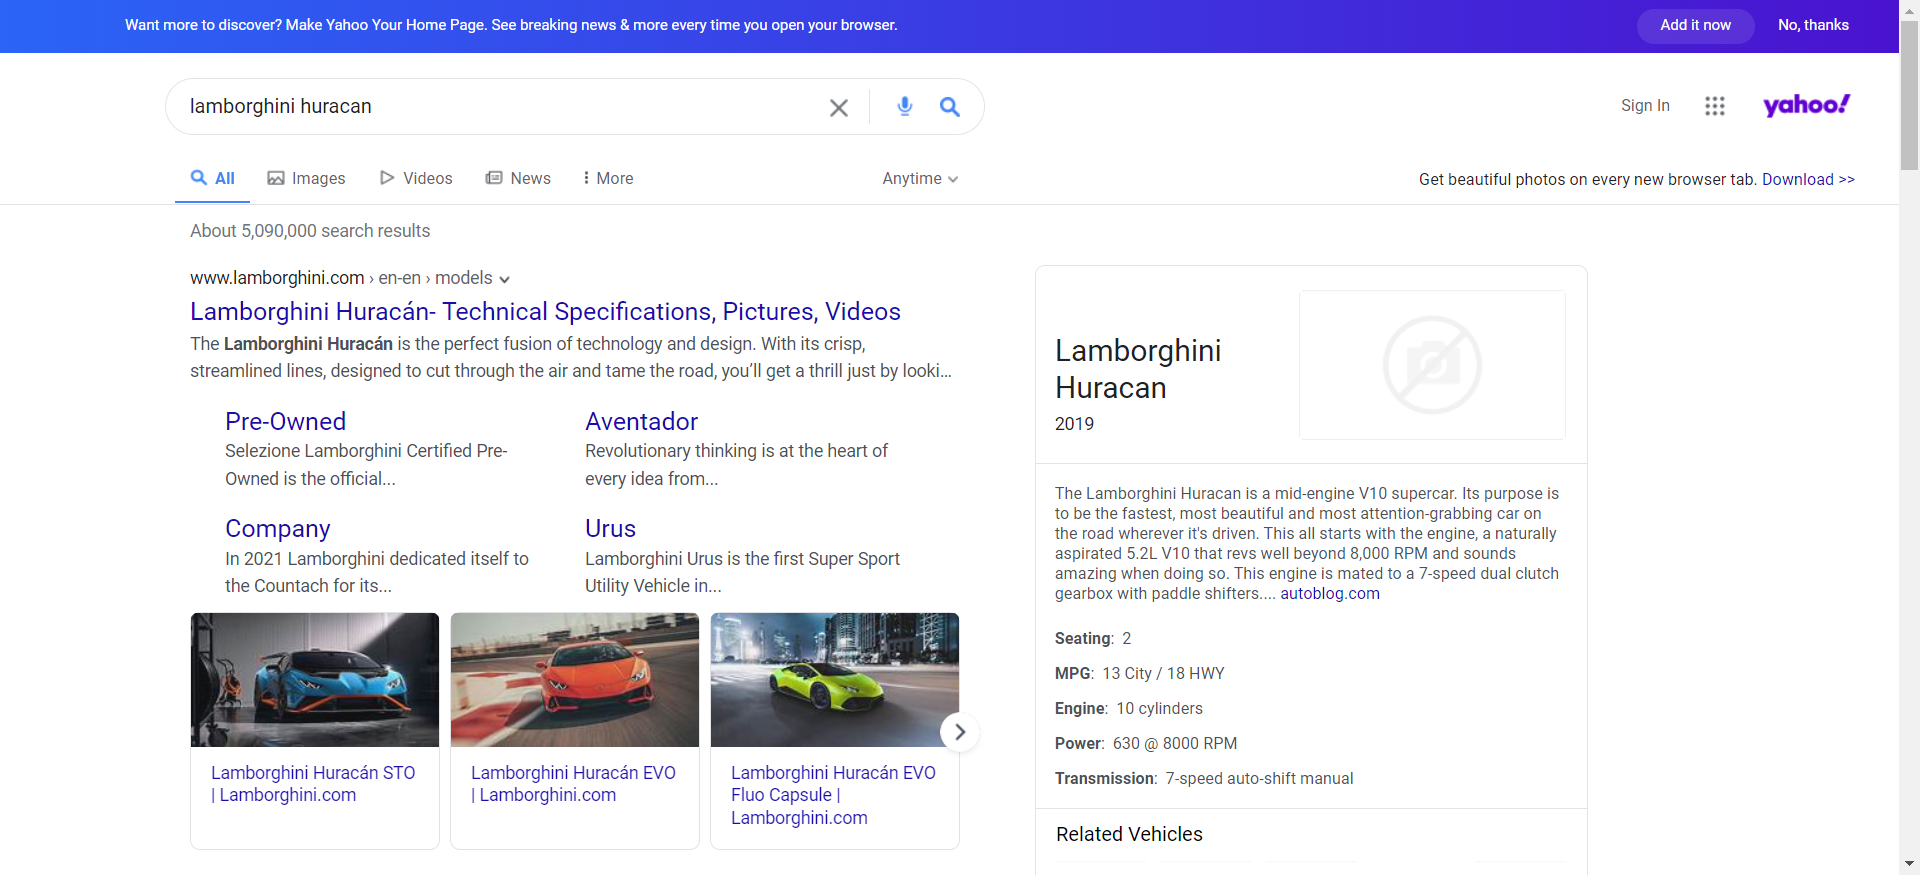 Want more to discover? Make Yahoo Your Home Page. See breaking news & more every time you open your browser.
Add it now
No, thanks
lamborghini huracan
Sign In
yahoo!
All
Images
Videos
News
More
Anytime
Get beautiful photos on every new browser tab. Download >>
About 5,090,000 search results
www.lamborghini.com › en-en › models
Lamborghini Huracán- Technical Specifications, Pictures, Videos
The Lamborghini Huracán is the perfect fusion of technology and design. With its crisp,
streamlined lines, designed to cut through the air and tame the road, you’ll get a thrill just by looki...
Pre-Owned
Selezione Lamborghini Certified Pre-
Owned is the official...
Aventador
Revolutionary thinking is at the heart of
every idea from...
Company
In 2021 Lamborghini dedicated itself to
the Countach for its...
Urus
Lamborghini Urus is the first Super Sport
Utility Vehicle in...
Lamborghini Huracán STO
| Lamborghini.com
Lamborghini Huracán EVO
| Lamborghini.com
Lamborghini Huracán EVO
Fluo Capsule |
Lamborghini.com
Lamborghini
Huracan
2019
The Lamborghini Huracan is a mid-engine V10 supercar. Its purpose is
to be the fastest, most beautiful and most attention-grabbing car on
the road wherever it's driven. This all starts with the engine, a naturally
aspirated 5.2L V10 that revs well beyond 8,000 RPM and sounds
amazing when doing so. This engine is mated to a 7-speed dual clutch
gearbox with paddle shifters.... autoblog.com
Seating: 2
MPG: 13 City / 18 HWY
Engine: 10 cylinders
Power: 630 @ 8000 RPM
Transmission: 7-speed auto-shift manual
Related Vehicles